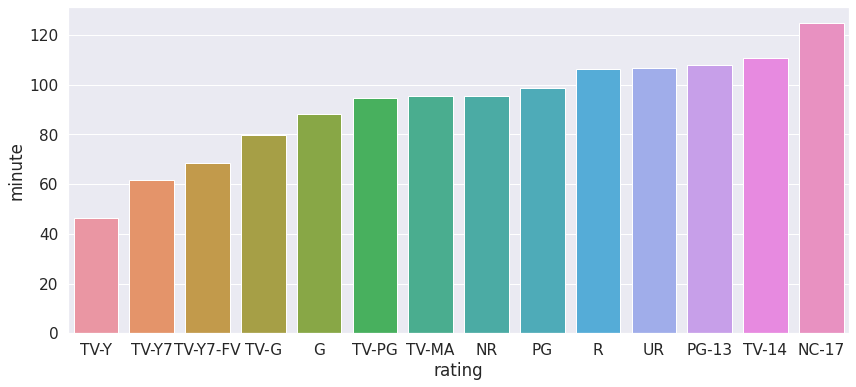 minute
120
100
80
60
40
20
0
TV-Y TV-Y7 TV-Y7-FV TV-G G TV-PG TV-MA NR PG R UR PG-13 TV-14 NC-17
rating